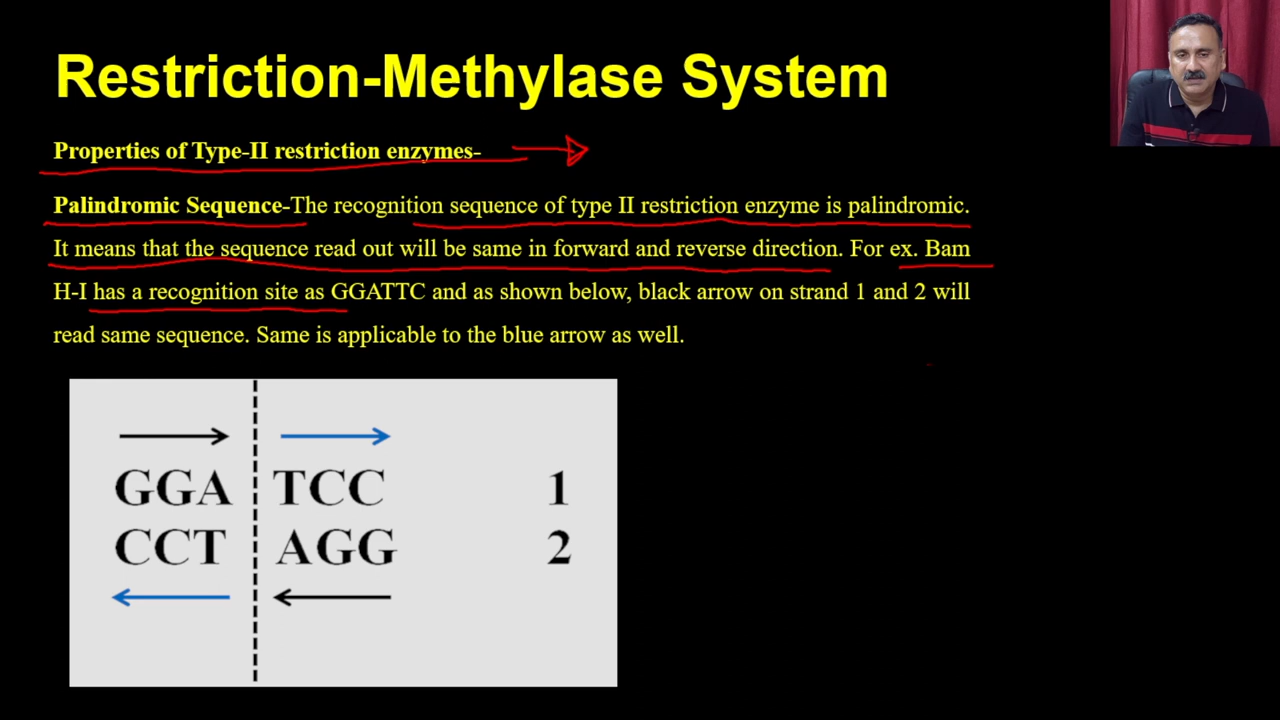 Restriction-Methylase System
Properties of Type-II restriction enzymes-
Palindromic Sequence-The recognition sequence of type II restriction enzyme is palindromic.
It means that the sequence read out will be same in forward and reverse direction. For ex. Bam
H-I has a recognition site as GGATTC and as shown below, black arrow on strand 1 and 2 will
read same sequence. Same is applicable to the blue arrow as well.
GGA TCC 1
CCT AGG 2